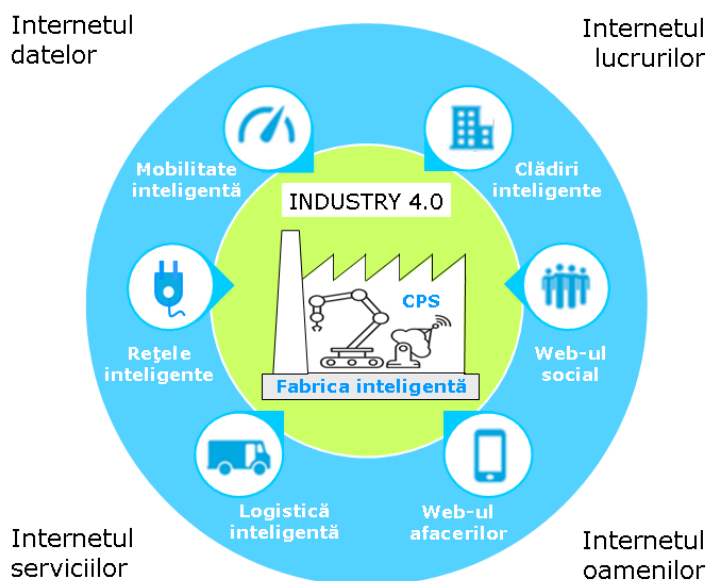 Internetul
datelor
Internetul
lucrurilor
Mobilitate
inteligentă
Clădiri
inteligente
INDUSTRY 4.0
CPS
Reţele
inteligente
Web-ul
social
Fabrica inteligentă
Logistică
inteligentă
Web-ul
afacerilor
Internetul
serviciilor
Internetul
oamenilor